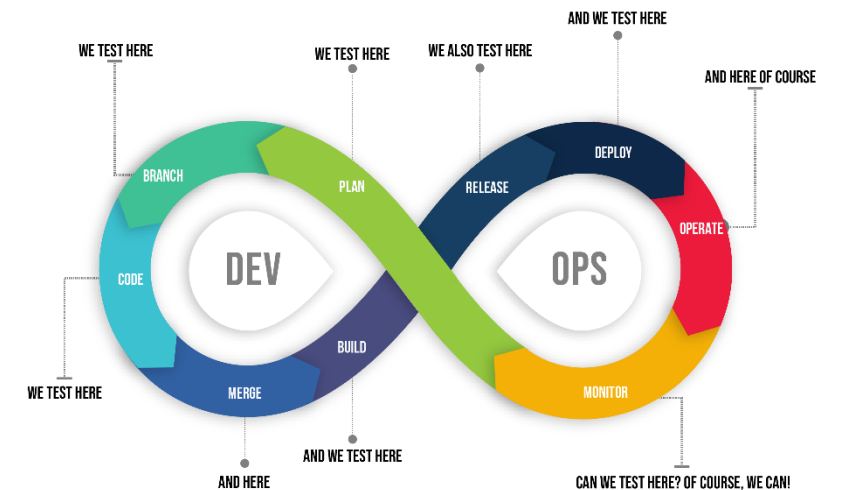 AND WE TEST HERE
WE TEST HERE
WE TEST HERE
WE ALSO TEST HERE
AND HERE OF COURSE
BRANCH
PLAN
RELEASE
DEPLOY
OPERATE
CODE
DEV
OPS
BUILD
MERGE
MONITOR
WE TEST HERE
AND WE TEST HERE
AND HERE
CAN WE TEST HERE? OF COURSE, WE CAN!